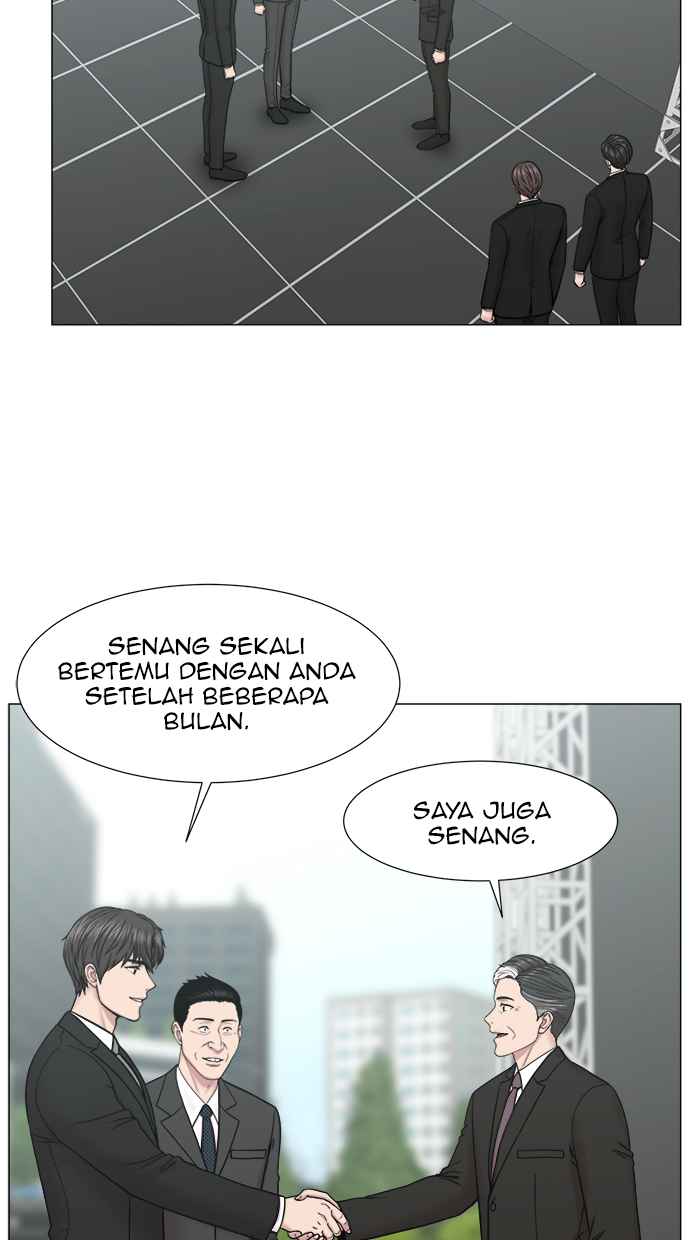 SENANG SEKALI
BERTEMU DENGAN ANDA
SETELAH BEBERAPA
BULAN.
SAYA JUGA
SENANG.